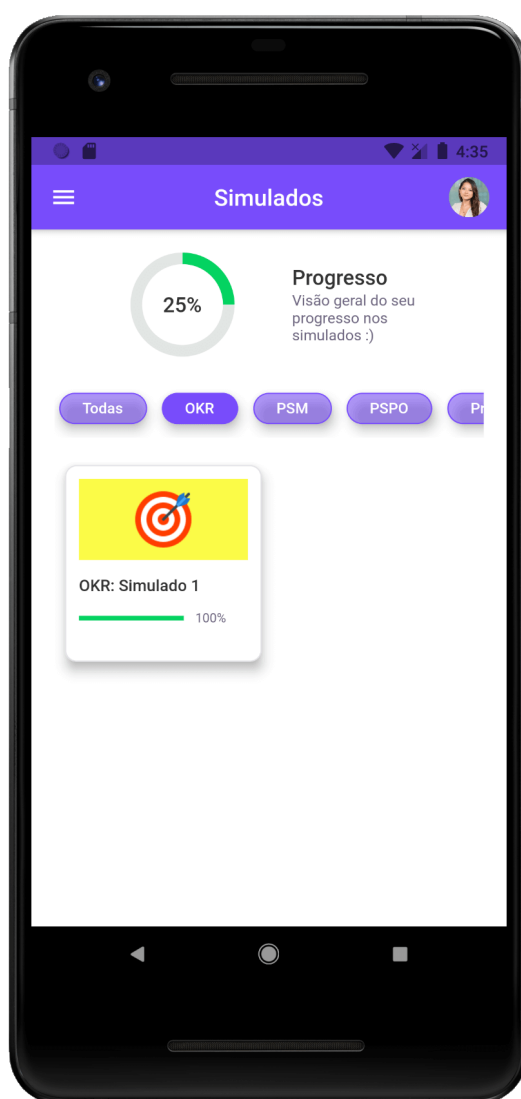 4:35
Simulados
25%
Progresso
Visão geral do seu
progresso nos
simulados :)
Todas
OKR
PSM
PSPO
OKR: Simulado 1
100%